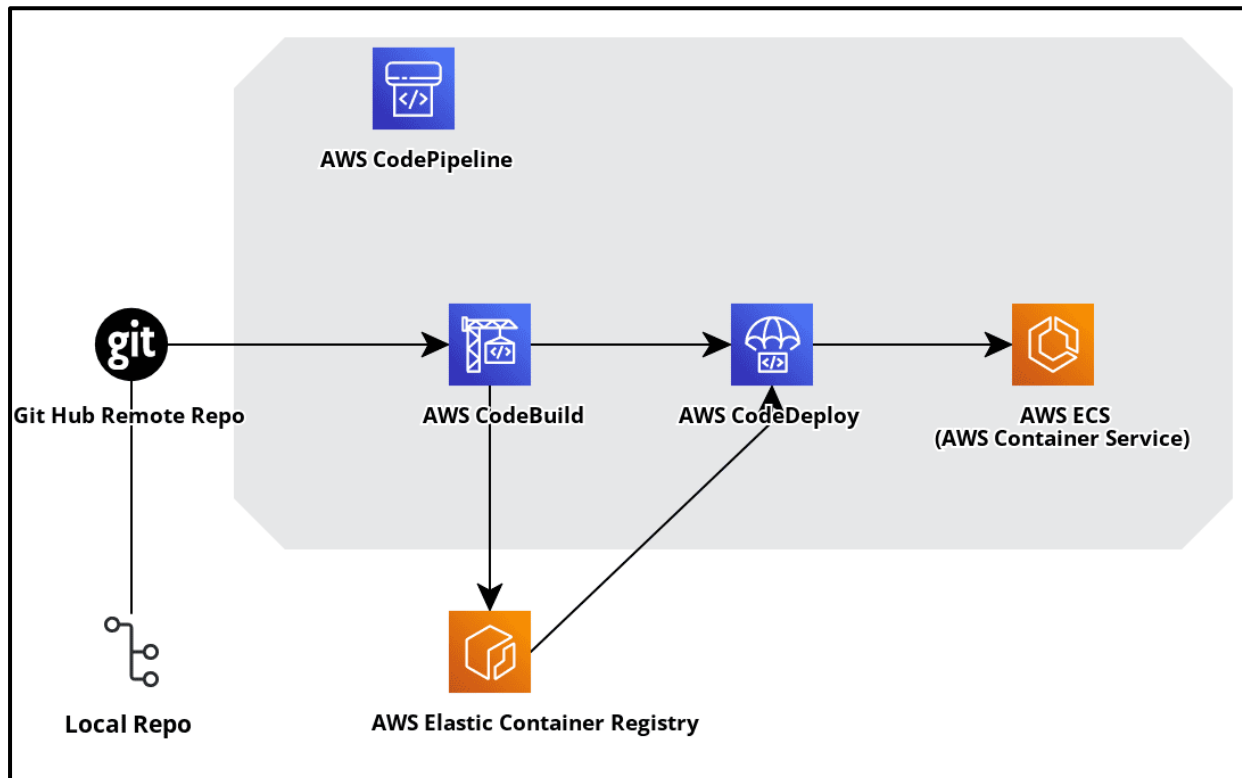 AWS CodePipeline
git
Git Hub Remote Repo
</>
AWS CodeBuild
</>
AWS CodeDeploy
</>
AWS ECS
(AWS Container Service)
Local Repo
AWS Elastic Container Registry